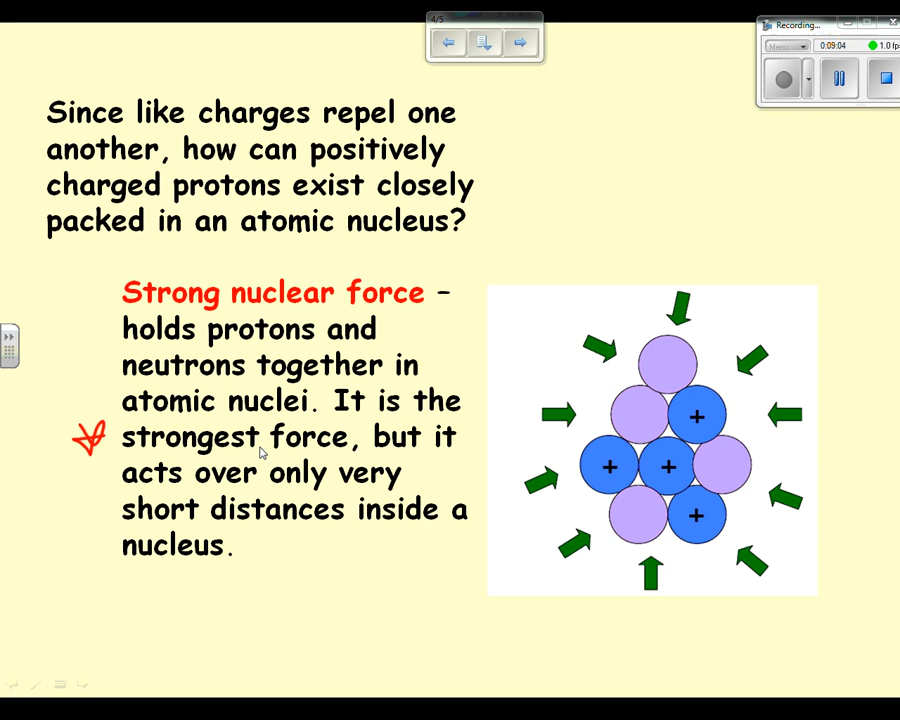 4/5
Recording...
Menu
0:09:04
1.0 fps
Since like charges repel one
another, how can positively
charged protons exist closely
packed in an atomic nucleus?
Strong nuclear force –
holds protons and
neutrons together in
atomic nuclei. It is the
strongest force, but it
acts over only very
short distances inside a
nucleus.
+
+ +
+